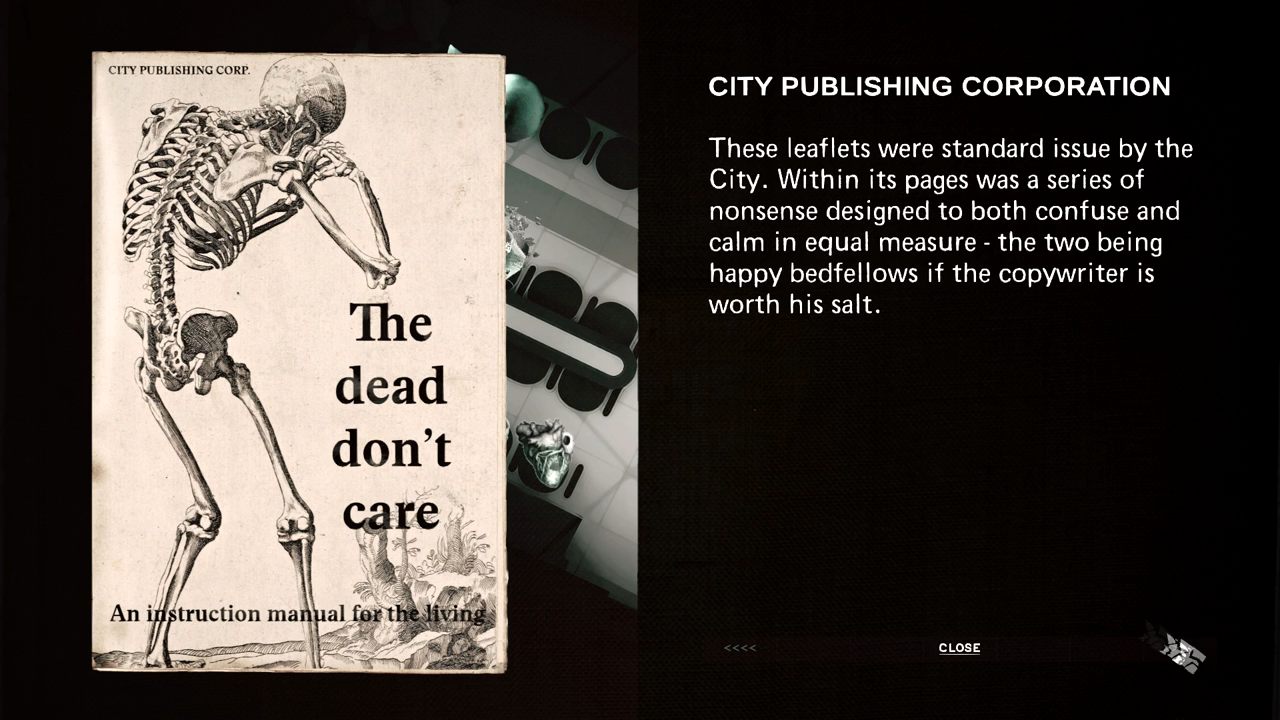 CITY PUBLISHING CORP.
The
dead
don't
care
An instruction manual for the living
CITY PUBLISHING CORPORATION
These leaflets were standard issue by the
City. Within its pages was a series of
nonsense designed to both confuse and
calm in equal measure - the two being
happy bedfellows if the copywriter is
worth his salt.
<<<<
CLOSE